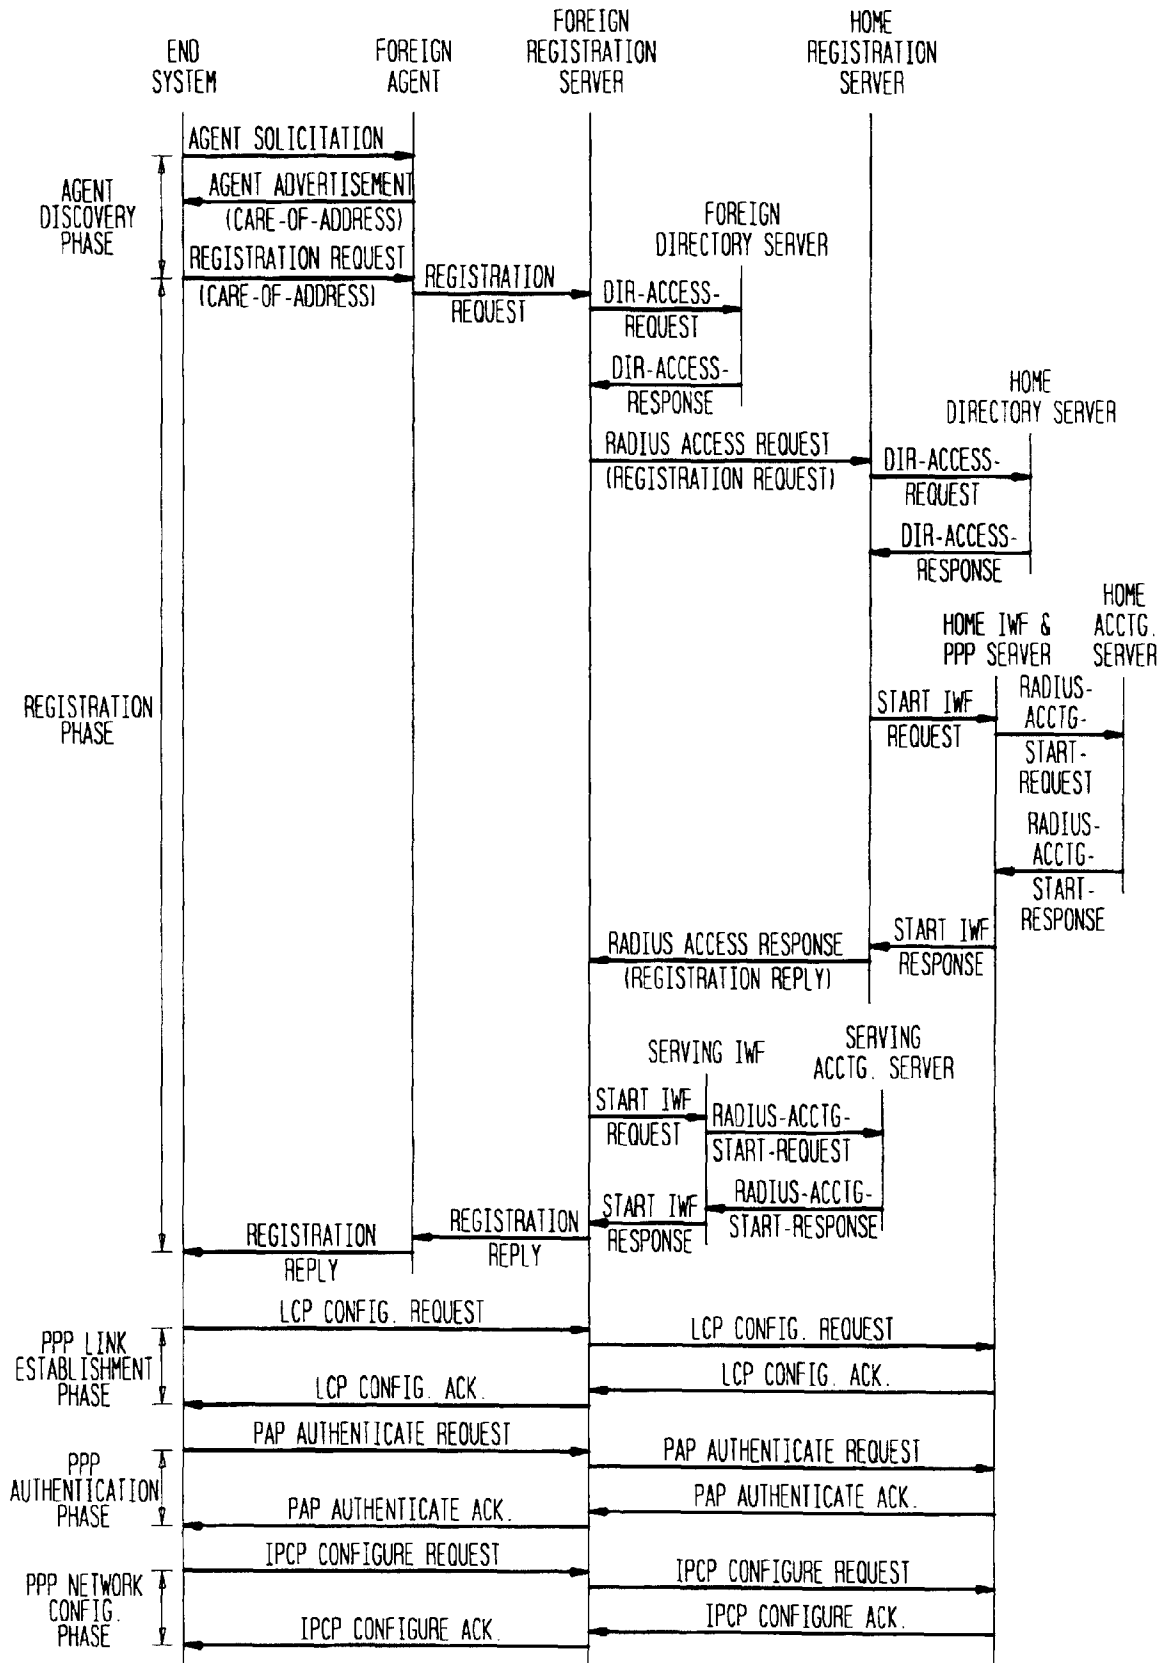 END
SYSTEM
FOREIGN
AGENT
FOREIGN
REGISTRATION
SERVER
HOME
REGISTRATION
SERVER
AGENT SOLICITATION
AGENT
DISCOVERY
PHASE
AGENT ADVERTISEMENT
(CARE-OF-ADDRESS)
FOREIGN
DIRECTORY SERVER
REGISTRATION REQUEST
(CARE-OF-ADDRESS)
REGISTRATION
REQUEST
DIR-ACCESS-
REQUEST
DIR-ACCESS-
RESPONSE
HOME
DIRECTORY SERVER
RADIUS ACCESS REQUEST
(REGISTRATION REQUEST)
DIR-ACCESS-
REQUEST
DIR-ACCESS-
RESPONSE
HOME IWF &
PPP SERVER
HOME
ACCTG.
SERVER
REGISTRATION
PHASE
START IWF
REQUEST
RADIUS-
ACCTG-
START-
REQUEST
RADIUS-
ACCTG-
START-
RESPONSE
START IWF
RESPONSE
RADIUS ACCESS RESPONSE
(REGISTRATION REPLY)
SERVING IWF
SERVING
ACCTG. SERVER
START IWF
REQUEST
RADIUS-ACCTG-
START-REQUEST
RADIUS-ACCTG-
START-RESPONSE
START IWF
RESPONSE
REGISTRATION
REPLY
REGISTRATION
REPLY
PPP LINK
ESTABLISHMENT
PHASE
LCP CONFIG. REQUEST
LCP CONFIG. REQUEST
LCP CONFIG. ACK.
LCP CONFIG. ACK.
PPP
AUTHENTICATION
PHASE
PAP AUTHENTICATE REQUEST
PAP AUTHENTICATE REQUEST
PAP AUTHENTICATE ACK.
PAP AUTHENTICATE ACK.
PPP NETWORK
CONFIG.
PHASE
IPCP CONFIGURE REQUEST
IPCP CONFIGURE REQUEST
IPCP CONFIGURE ACK.
IPCP CONFIGURE ACK.